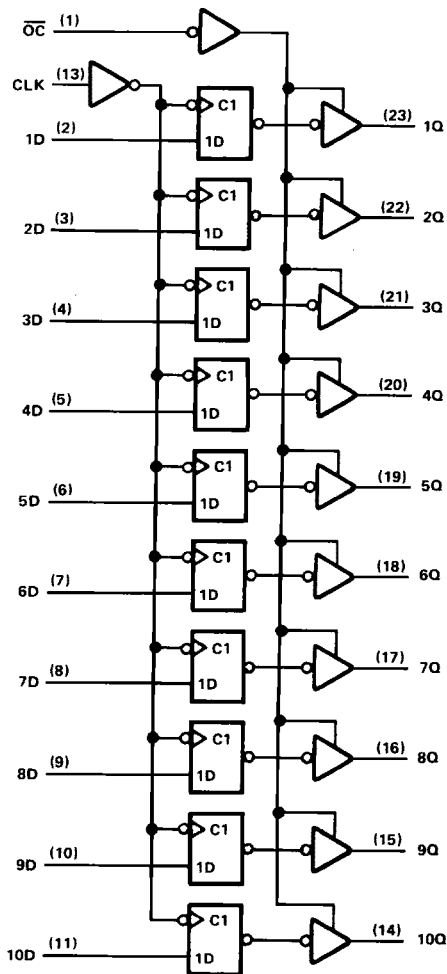 OC (1)
CLK (13)
C1 (23) 1Q
1D (2) 1D
C1 (22) 2Q
2D (3) 1D
C1 (21) 3Q
3D (4) 1D
C1 (20) 4Q
4D (5) 1D
C1 (19) 5Q
5D (6) 1D
C1 (18) 6Q
6D (7) 1D
C1 (17) 7Q
7D (8) 1D
C1 (16) 8Q
8D (9) 1D
C1 (15) 9Q
9D (10) 1D
C1 (14) 10Q
10D (11) 1D